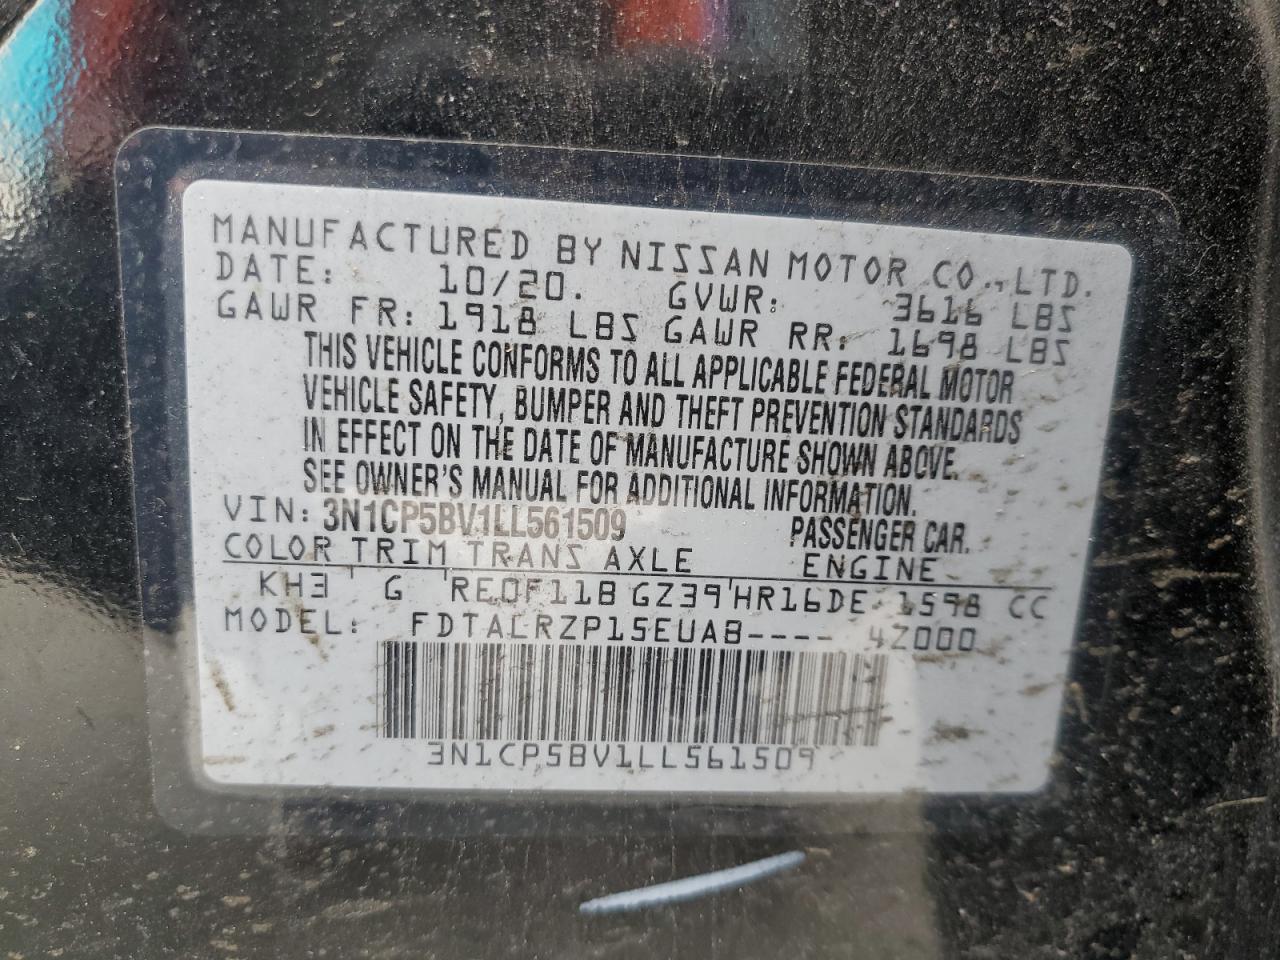 MANUFACTURED BY NISSAN MOTOR CO., LTD.
DATE: 10/20. GVWR: 3616 LBS
GAWR FR: 1918 LBS GAWR RR: 1698 LBS
THIS VEHICLE CONFORMS TO ALL APPLICABLE FEDERAL MOTOR
VEHICLE SAFETY, BUMPER AND THEFT PREVENTION STANDARDS
IN EFFECT ON THE DATE OF MANUFACTURE SHOWN ABOVE.
SEE OWNER'S MANUAL FOR ADDITIONAL INFORMATION.
VIN: 3N1CP5BV1LL561509 PASSENGER CAR.
COLOR TRIM TRANS AXLE ENGINE
KH3 ' G 'RE0F11B GZ39'HR16DE 1598 CC
MODEL: FDTALRZP15EUAB---- 4Z000
3N1CP5BV1LL561509